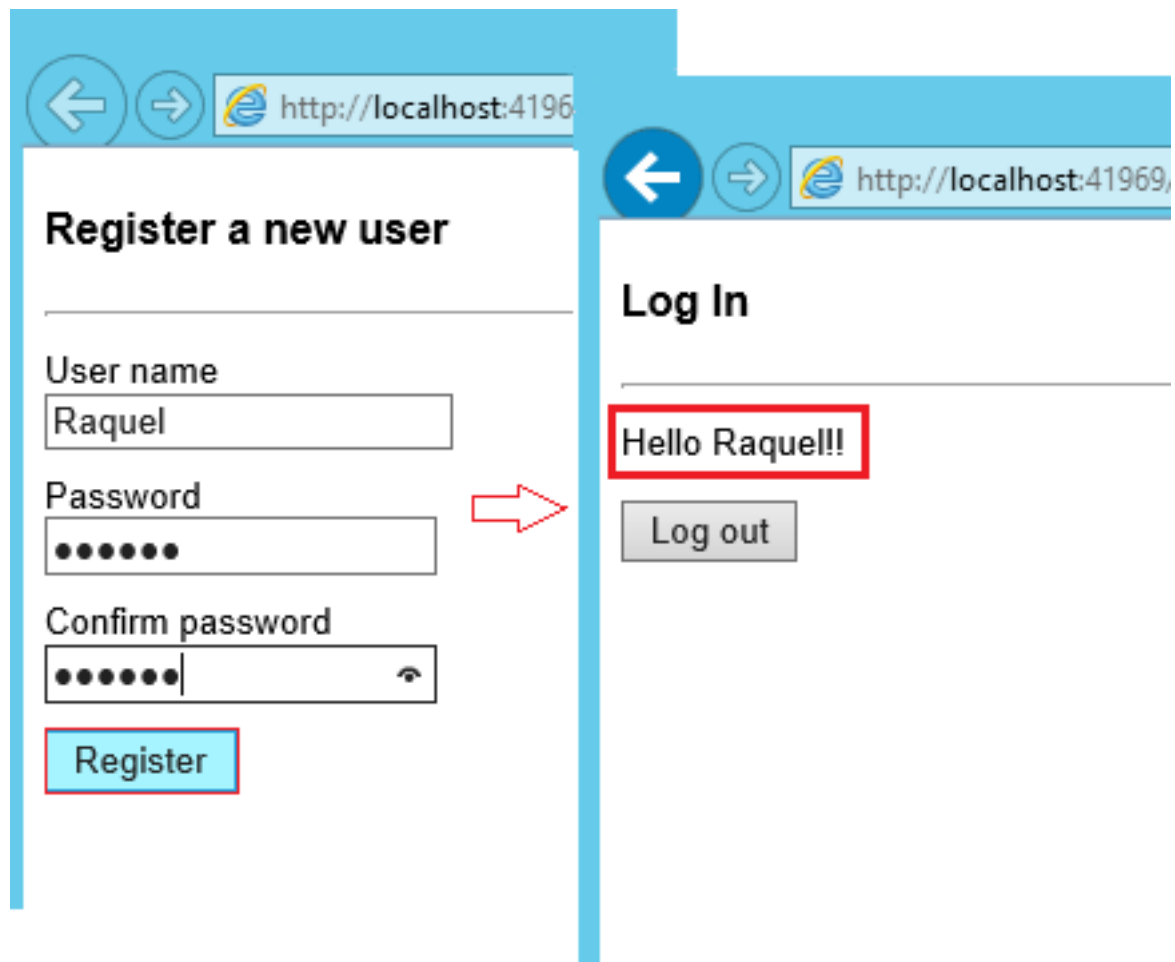 http://localhost:4196
Register a new user
User name
Raquel
Password
••••••
Confirm password
••••••
Register
http://localhost:41969/
Log In
Hello Raquel!!
Log out